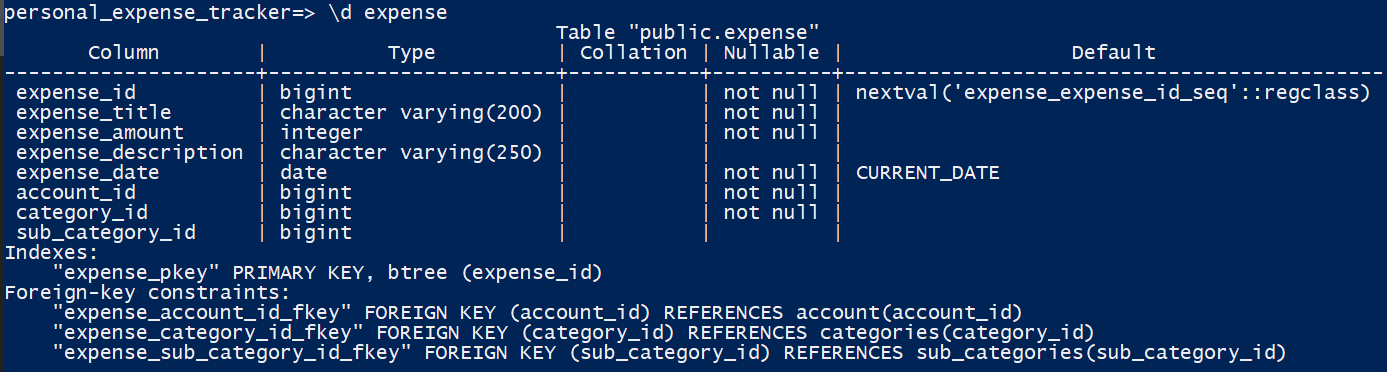 personal_expense_tracker=> \d expense
                                              Table "public.expense"
       Column        |          Type          | Collation | Nullable |                   Default
---------------------+------------------------+-----------+----------+---------------------------------------------
 expense_id          | bigint                 |           | not null | nextval('expense_expense_id_seq'::regclass)
 expense_title       | character varying(200) |           | not null |
 expense_amount      | integer                |           | not null |
 expense_description | character varying(250) |           |          |
 expense_date        | date                   |           | not null | CURRENT_DATE
 account_id          | bigint                 |           | not null |
 category_id         | bigint                 |           | not null |
 sub_category_id     | bigint                 |           |          |
Indexes:
    "expense_pkey" PRIMARY KEY, btree (expense_id)
Foreign-key constraints:
    "expense_account_id_fkey" FOREIGN KEY (account_id) REFERENCES account(account_id)
    "expense_category_id_fkey" FOREIGN KEY (category_id) REFERENCES categories(category_id)
    "expense_sub_category_id_fkey" FOREIGN KEY (sub_category_id) REFERENCES sub_categories(sub_category_id)